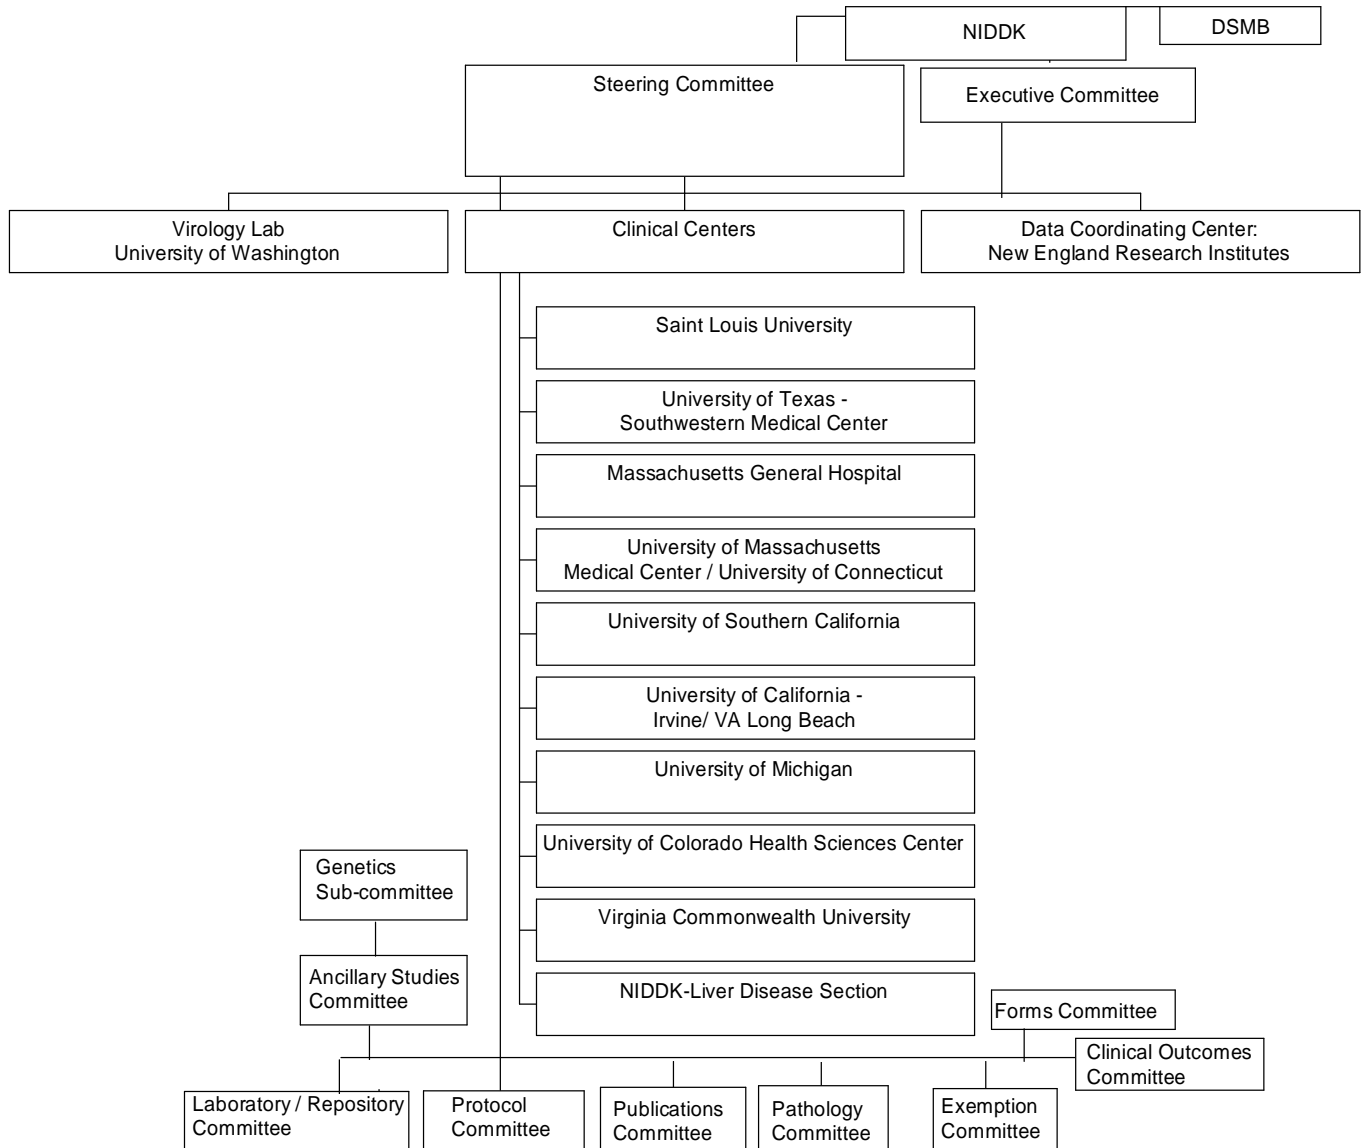 NIDDK
DSMB
Steering Committee
Executive Committee
Virology Lab
University of Washington
Clinical Centers
Data Coordinating Center:
New England Research Institutes
Saint Louis University
University of Texas -
Southwestern Medical Center
Massachusetts General Hospital
University of Massachusetts
Medical Center / University of Connecticut
University of Southern California
University of California -
Irvine/ VA Long Beach
University of Michigan
University of Colorado Health Sciences Center
Virginia Commonwealth University
NIDDK-Liver Disease Section
Genetics
Sub-committee
Ancillary Studies
Committee
Forms Committee
Clinical Outcomes
Committee
Laboratory / Repository
Committee
Protocol
Committee
Publications
Committee
Pathology
Committee
Exemption
Committee